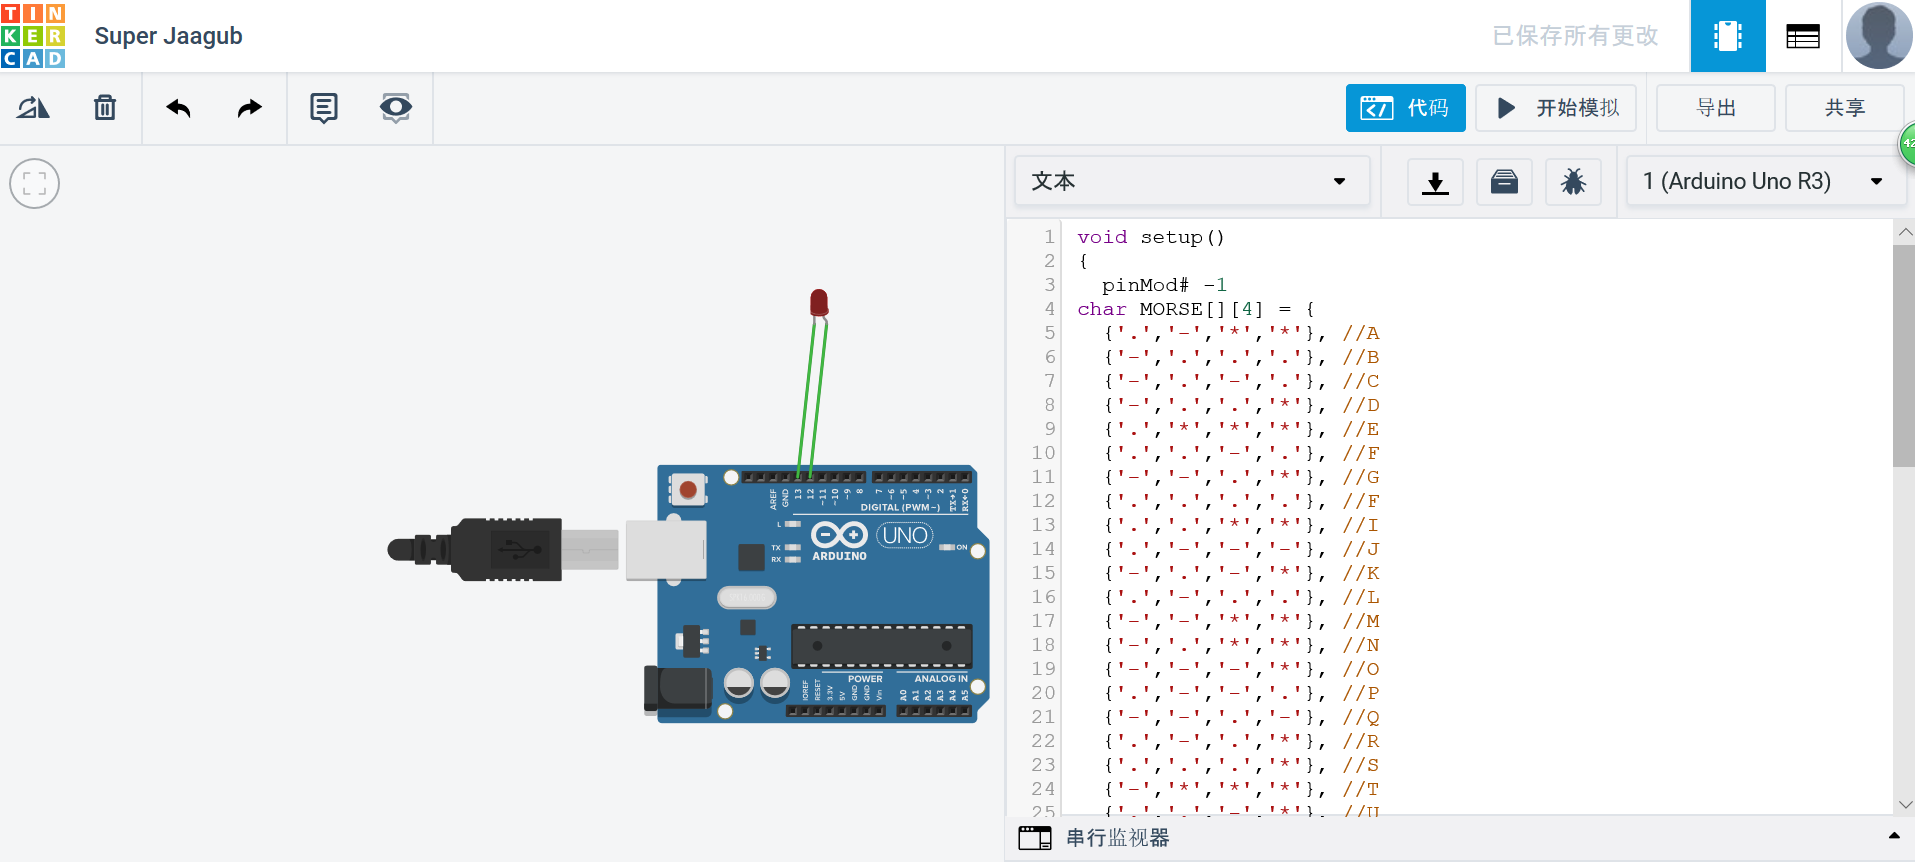 TIN
KER
CAD
Super Jaagub
已保存所有更改
代码
开始模拟
导出
共享
42
文本
1 (Arduino Uno R3)
1 void setup()
2 {
3   pinMod# -1
4 char MORSE[][4] = {
5   {'.','-','*','*'}, //A
6   {'-','.','.','.'}, //B
7   {'-','.','-','.'}, //C
8   {'-','.','.','*'}, //D
9   {'.','*','*','*'}, //E
10   {'.','.','-','.'}, //F
11   {'-','-','.','*'}, //G
12   {'.','.','.','.'}, //F
13   {'.','.','*','*'}, //I
14   {'.','-','-','-'}, //J
15   {'-','.','-','*'}, //K
16   {'.','-','.','.'}, //L
17   {'-','-','*','*'}, //M
18   {'-','.','*','*'}, //N
19   {'-','-','-','*'}, //O
20   {'.','-','-','.'}, //P
21   {'-','-','.','-'}, //Q
22   {'.','-','.','*'}, //R
23   {'.','.','.','*'}, //S
24   {'-','*','*','*'}, //T
25   {'.','.','-','*'}, //U
AREF
GND
13
12
~11
~10
~9
8
7
~6
~5
4
~3
2
TX→1
RX←0
DIGITAL (PWM~)
L
TX
RX
ARDUINO
UNO
ON
POWER
ANALOG IN
IOREF
RESET
3.3V
5V
GND
GND
Vin
A0
A1
A2
A3
A4
A5
串行监视器